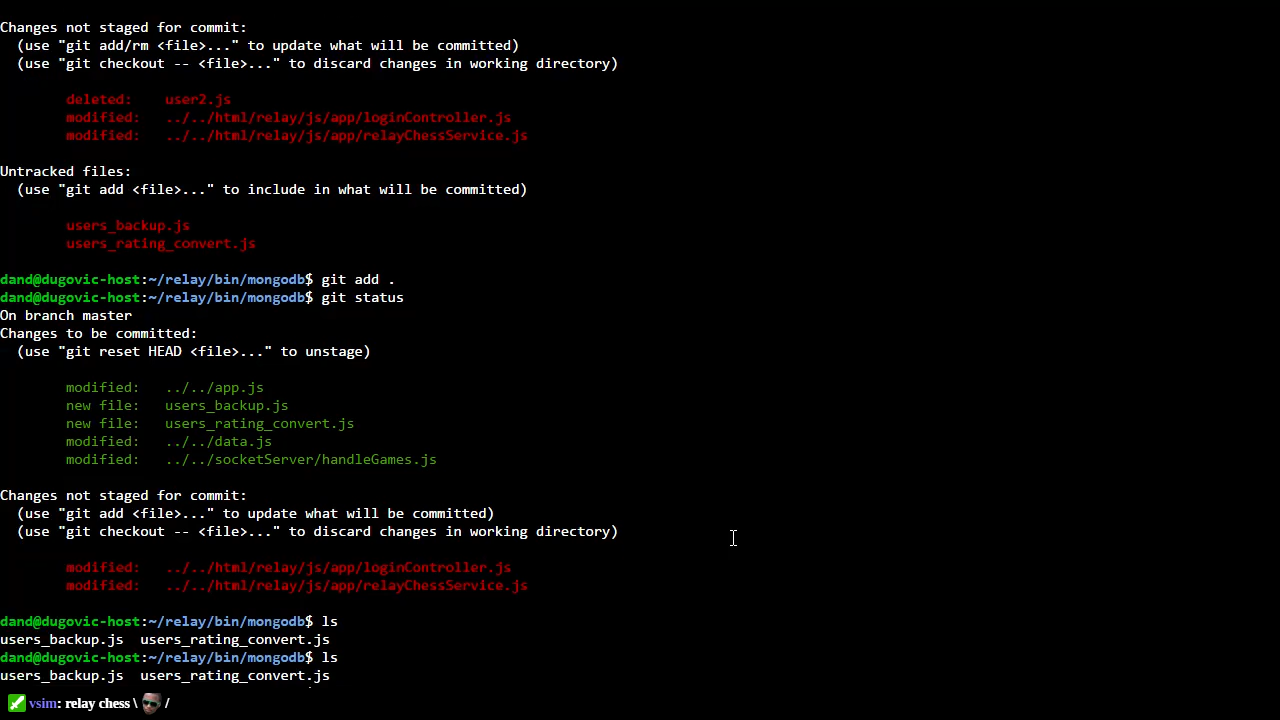 Changes not staged for commit:
  (use "git add/rm <file>..." to update what will be committed)
  (use "git checkout -- <file>..." to discard changes in working directory)
        deleted:    user2.js
        modified:   ../../html/relay/js/app/loginController.js
        modified:   ../../html/relay/js/app/relayChessService.js
Untracked files:
  (use "git add <file>..." to include in what will be committed)
        users_backup.js
        users_rating_convert.js
dand@dugovic-host:~/relay/bin/mongodb$ git add .
dand@dugovic-host:~/relay/bin/mongodb$ git status
On branch master
Changes to be committed:
  (use "git reset HEAD <file>..." to unstage)
        modified:   ../../app.js
        new file:   users_backup.js
        new file:   users_rating_convert.js
        modified:   ../../data.js
        modified:   ../../socketServer/handleGames.js
Changes not staged for commit:
  (use "git add <file>..." to update what will be committed)
  (use "git checkout -- <file>..." to discard changes in working directory)
        modified:   ../../html/relay/js/app/loginController.js
        modified:   ../../html/relay/js/app/relayChessService.js
dand@dugovic-host:~/relay/bin/mongodb$ ls
users_backup.js  users_rating_convert.js
dand@dugovic-host:~/relay/bin/mongodb$ ls
users_backup.js  users_rating_convert.js
vsim: relay chess \ /